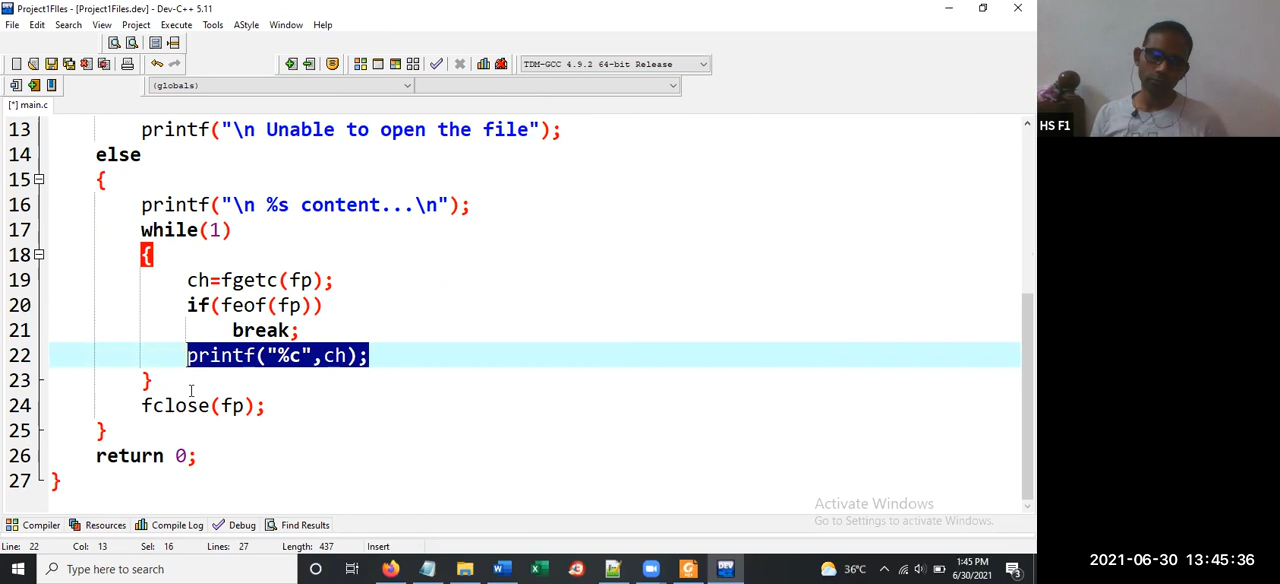 Project1FIles - [Project1Files.dev] - Dev-C++ 5.11
File Edit Search View Project Execute Tools AStyle Window Help
TDM-GCC 4.9.2 64-bit Release
(globals)
[*] main.c
13 printf("\n Unable to open the file");
14 else
15 {
16 printf("\n %s content...\n");
17 while(1)
18 {
19 ch=fgetc(fp);
20 if(feof(fp))
21 break;
22 printf("%c",ch);
23 }
24 fclose(fp);
25 }
26 return 0;
27 }
HS F1
Activate Windows
Go to Settings to activate Windows.
Compiler Resources Compile Log Debug Find Results
Line: 22 Col: 13 Sel: 16 Lines: 27 Length: 437 Insert
Type here to search
36°C
1:45 PM
6/30/2021
3
DEV
2021-06-30 13:45:36